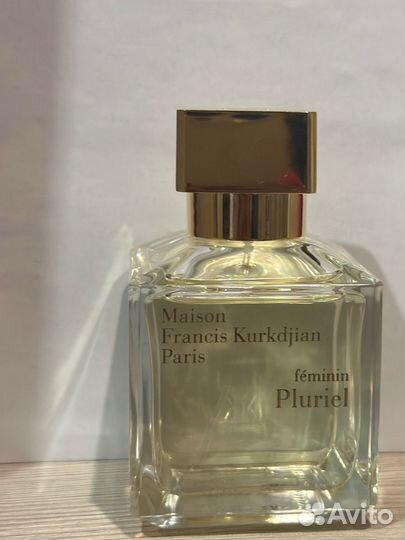 Maison
Francis Kurkdjian
Paris
féminin
Pluriel
Avito